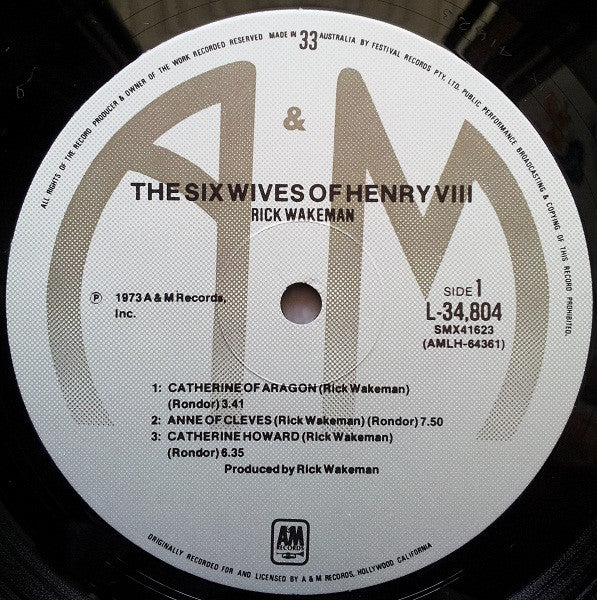 ALL RIGHTS OF THE RECORD PRODUCER & OWNER OF THE WORK RECORDED RESERVED MADE IN 33 AUSTRALIA BY FESTIVAL RECORDS PTY. LTD. PUBLIC PERFORMANCE BROADCASTING & COPYING OF THIS RECORD PROHIBITED.
A & M
THE SIX WIVES OF HENRY VIII
RICK WAKEMAN
℗ 1973 A & M Records,
Inc.
SIDE 1
L-34,804
SMX41623
(AMLH-64361)
1: CATHERINE OF ARAGON (Rick Wakeman)
(Rondor) 3.41
2: ANNE OF CLEVES (Rick Wakeman) (Rondor) 7.50
3: CATHERINE HOWARD (Rick Wakeman)
(Rondor) 6.35
Produced by Rick Wakeman
A&M
RECORDS
ORIGINALLY RECORDED FOR AND LICENSED BY A & M RECORDS, HOLLYWOOD CALIFORNIA